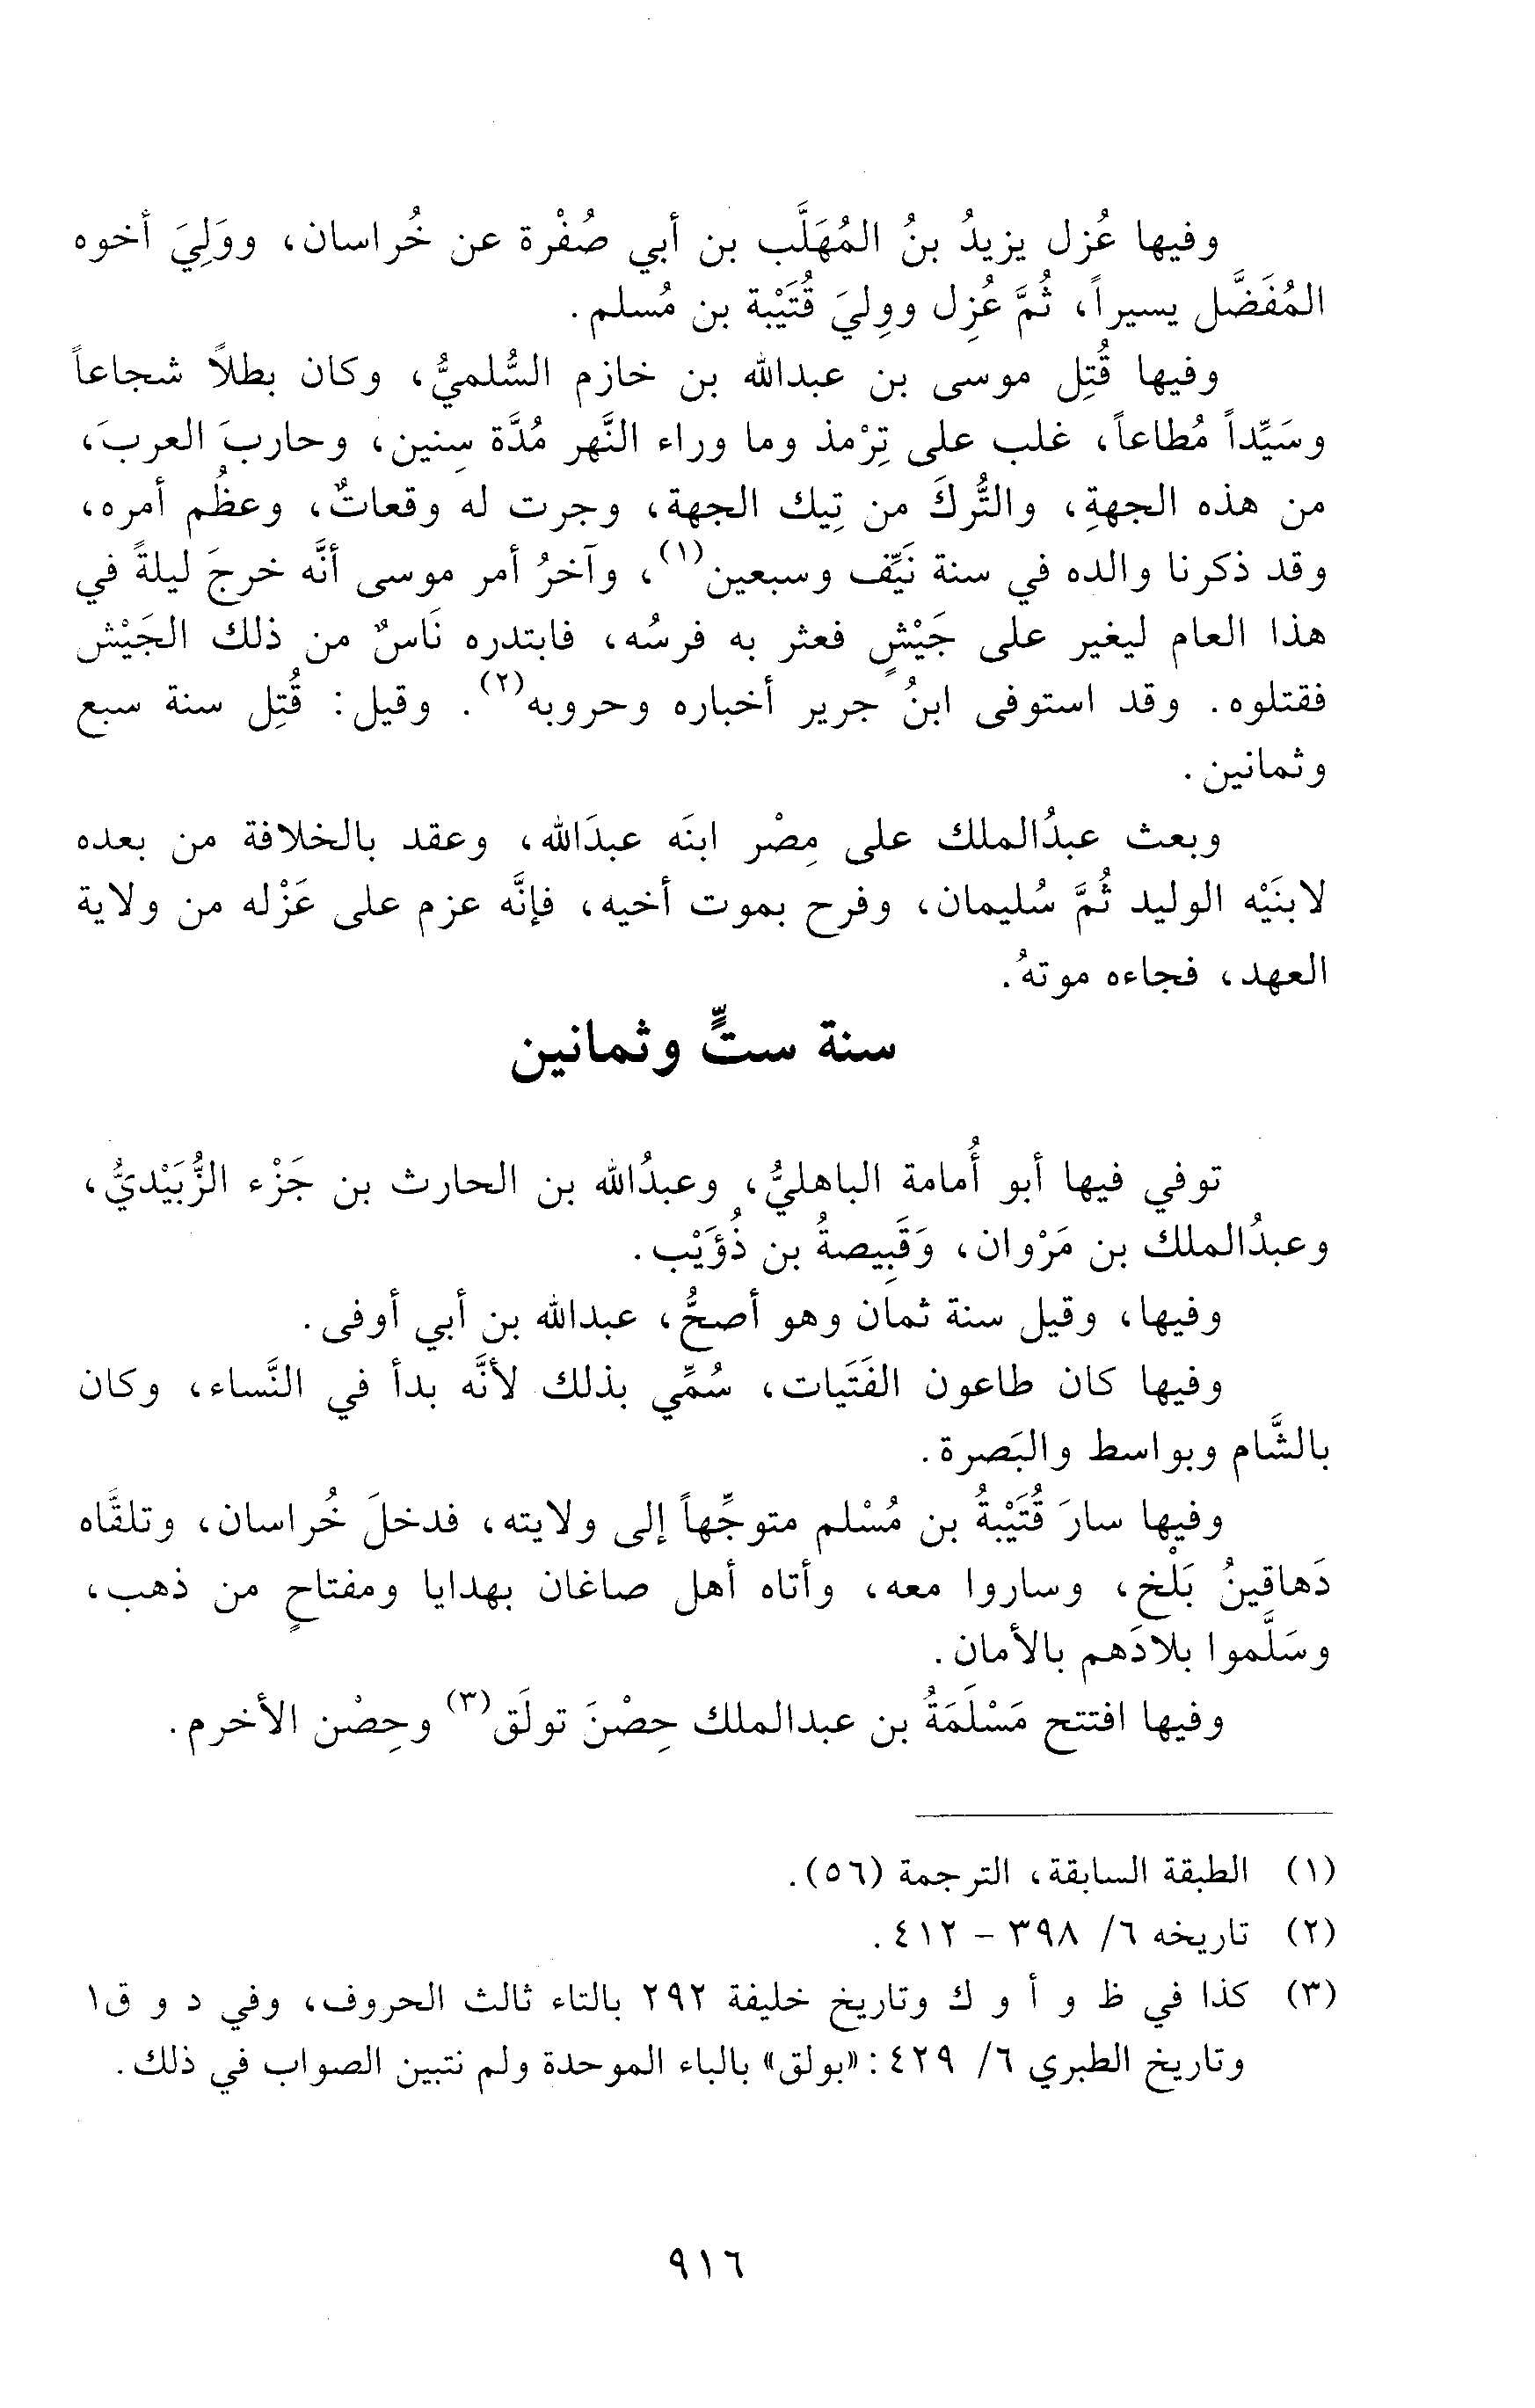 وفيها عُزل يزيدُ بنُ المُهَلَّب بن أبي صُفْرة عن خُراسان، ووَلِيَ أخوه
المُفَضَّل يسيراً، ثُمَّ عُزِل ووِليَ قُتَيْبة بن مُسلم.
وفيها قُتِل موسى بن عبدالله بن خازم السُّلميُّ، وكان بطلاً شجاعاً
وسَيِّداً مُطاعاً، غلب على تِرْمذ وما وراء النَّهر مُدَّة سِنين، وحاربَ العربَ،
من هذه الجهةِ، والتُّركَ من تِيك الجهة، وجرت له وقعاتٌ، وعظُم أمره،
وقد ذكرنا والده في سنة نَيِّف وسبعين(١)، وآخرُ أمر موسى أنَّه خرجَ ليلةً في
هذا العام ليغير على جَيْشٍ فعثر به فرسُه، فابتدره نَاسٌ من ذلك الجَيْش
فقتلوه. وقد استوفى ابنُ جرير أخباره وحروبه(٢). وقيل: قُتِل سنة سبع
وثمانين.
وبعث عبدُالملك على مِصْر ابنَه عبدَالله، وعقد بالخلافة من بعده
لابنَيْه الوليد ثُمَّ سُليمان، وفرح بموت أخيه، فإنَّه عزم على عَزْله من ولاية
العهد، فجاءه موتهُ.
سنة ستٍّ وثمانين
توفي فيها أبو أُمامة الباهليُّ، وعبدُالله بن الحارث بن جَزْء الزُّبَيْديُّ،
وعبدُالملك بن مَرْوان، وَقَبِيصةُ بن ذُؤَيْب.
وفيها، وقيل سنة ثمان وهو أصحُّ، عبدالله بن أبي أوفى.
وفيها كان طاعون الفَتَيات، سُمِّي بذلك لأنَّه بدأ في النَّساء، وكان
بالشَّام وبواسط والبَصرة.
وفيها سارَ قُتَيْبةُ بن مُسْلم متوجِّهاً إلى ولايته، فدخلَ خُراسان، وتلقَّاه
دَهاقِينُ بَلْخ، وساروا معه، وأتاه أهل صاغان بهدايا ومفتاحٍ من ذهب،
وسَلَّموا بلادَهم بالأمان.
وفيها افتتح مَسْلَمَةُ بن عبدالملك حِصْنَ تولَق(٣) وحِصْن الأخرم.
(١) الطبقة السابقة، الترجمة (٥٦).
(٢) تاريخه ٦/ ٣٩٨ - ٤١٢.
(٣) كذا في ظ و أ و ك وتاريخ خليفة ٢٩٢ بالتاء ثالث الحروف، وفي د و ق١
وتاريخ الطبري ٦/ ٤٢٩: «بولق» بالباء الموحدة ولم نتبين الصواب في ذلك.
٩١٦